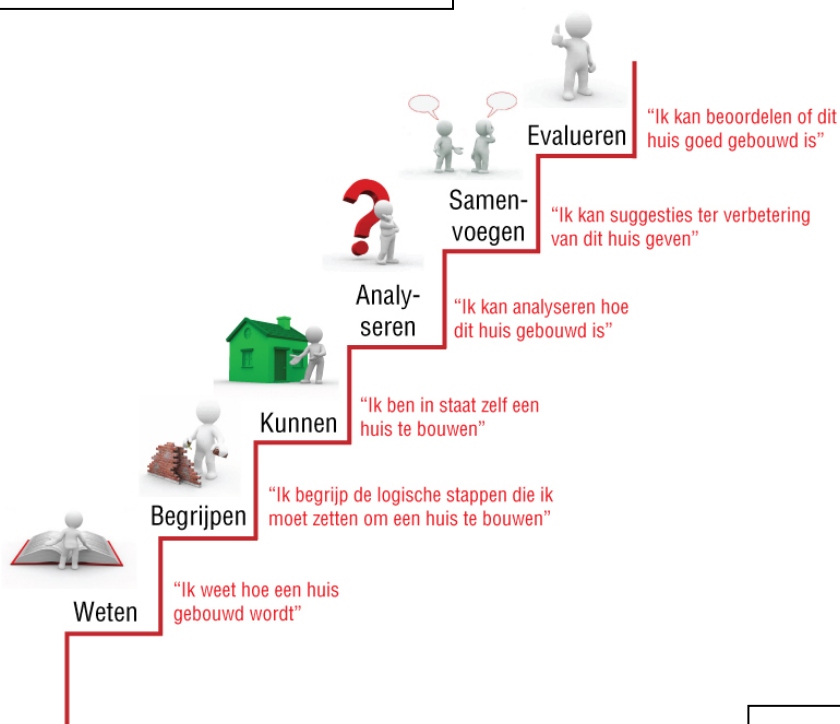 “Ik kan beoordelen of dit
huis goed gebouwd is”
Evalueren
“Ik kan suggesties ter verbetering
van dit huis geven”
Samen-
voegen
“Ik kan analyseren hoe
dit huis gebouwd is”
Analy-
seren
“Ik ben in staat zelf een
huis te bouwen”
Kunnen
“Ik begrijp de logische stappen die ik
moet zetten om een huis te bouwen”
Begrijpen
“Ik weet hoe een huis
gebouwd wordt”
Weten